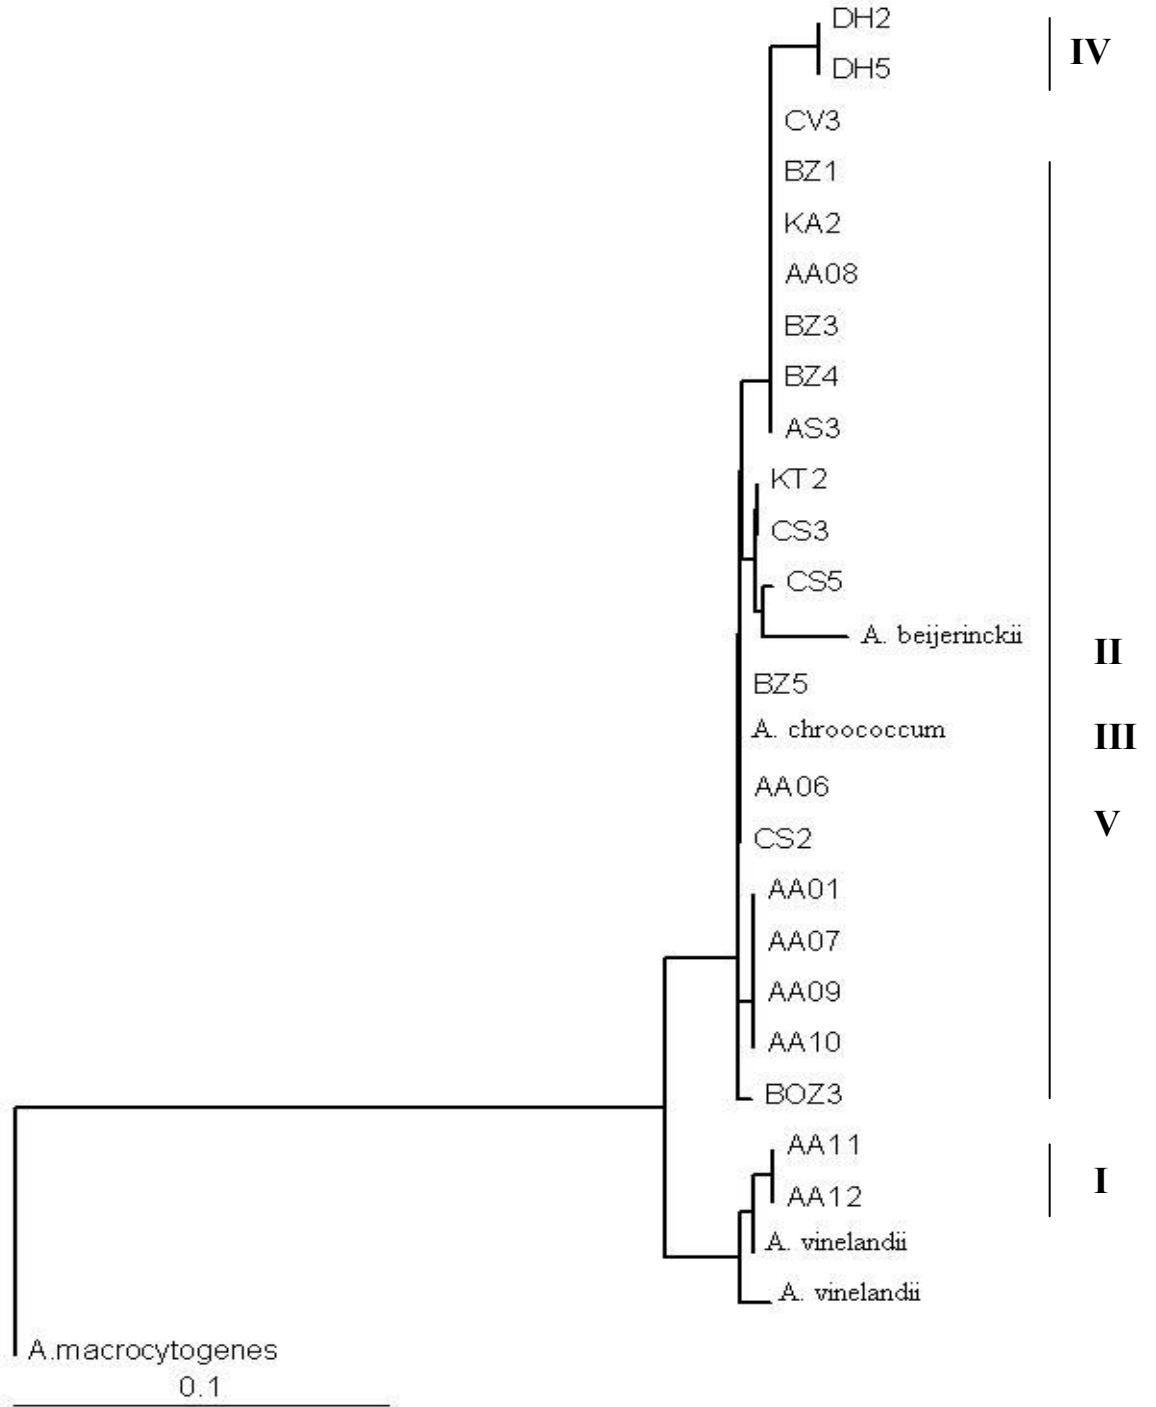 DH2
IV
DH5
CV3
BZ1
KA2
AA08
BZ3
BZ4
AS3
KT2
CS3
CS5
A. beijerinckii
II
BZ5
A. chroococcum
III
AA06
V
CS2
AA01
AA07
AA09
AA10
BOZ3
AA11
I
AA12
A. vinelandii
A. vinelandii
A.macrocytogenes
0.1